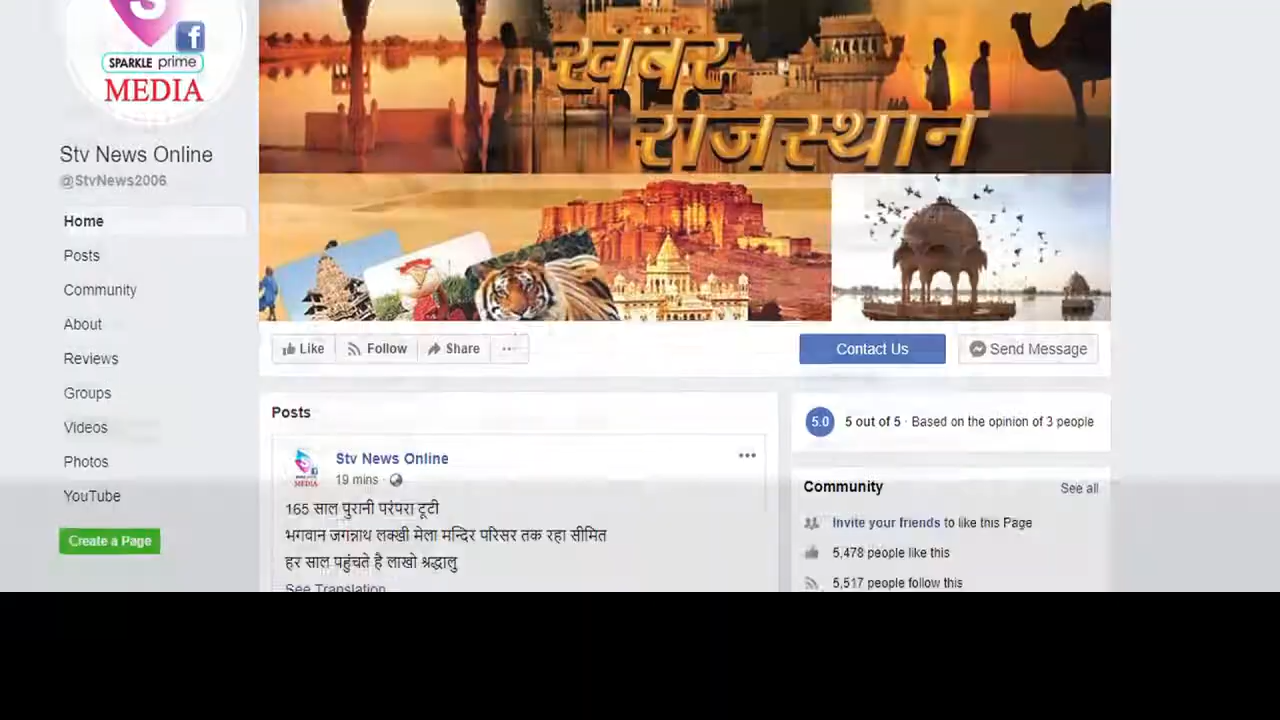 SPARKLE prime
MEDIA
Stv News Online
@StvNews2006
Home
Posts
Community
About
Reviews
Groups
Videos
Photos
YouTube
Create a Page
खबर
राजस्थान
Like
Follow
Share
Contact Us
Send Message
Posts
Stv News Online
19 mins ·
165 साल पुरानी परंपरा टूटी
भगवान जगन्नाथ लक्खी मेला मन्दिर परिसर तक रहा सीमित
हर साल पहुंचते है लाखो श्रद्धालु
See Translation
5.0
5 out of 5 · Based on the opinion of 3 people
Community
See all
Invite your friends to like this Page
5,478 people like this
5,517 people follow this